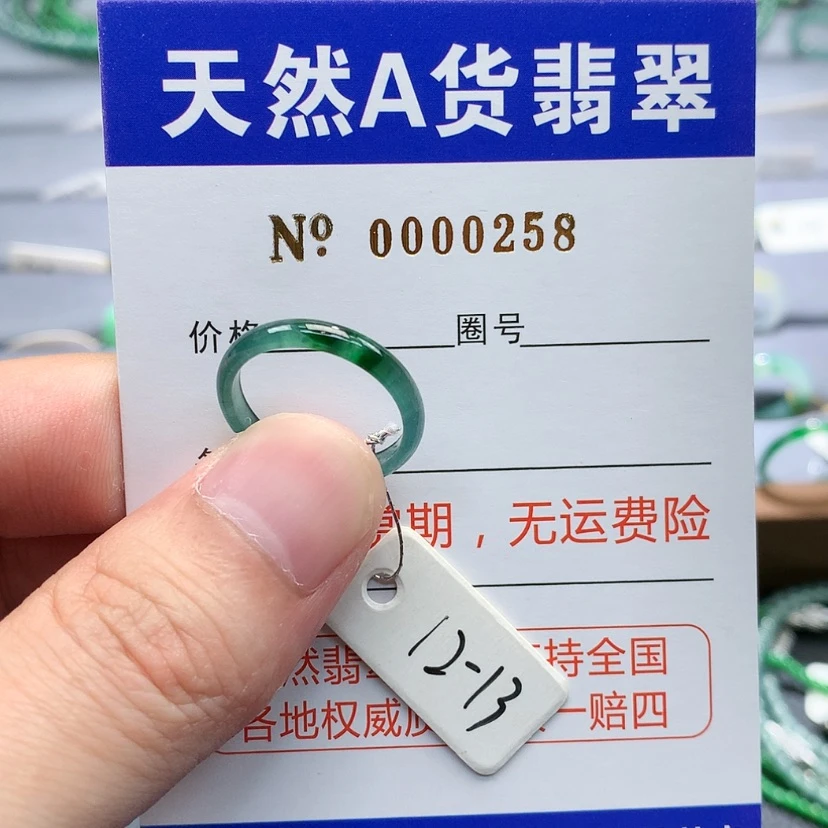 天然A货翡翠
Nº 0000258
价格 圈号
期，无运费险
12-13
然翡 持全国
各地权威质 一赔四